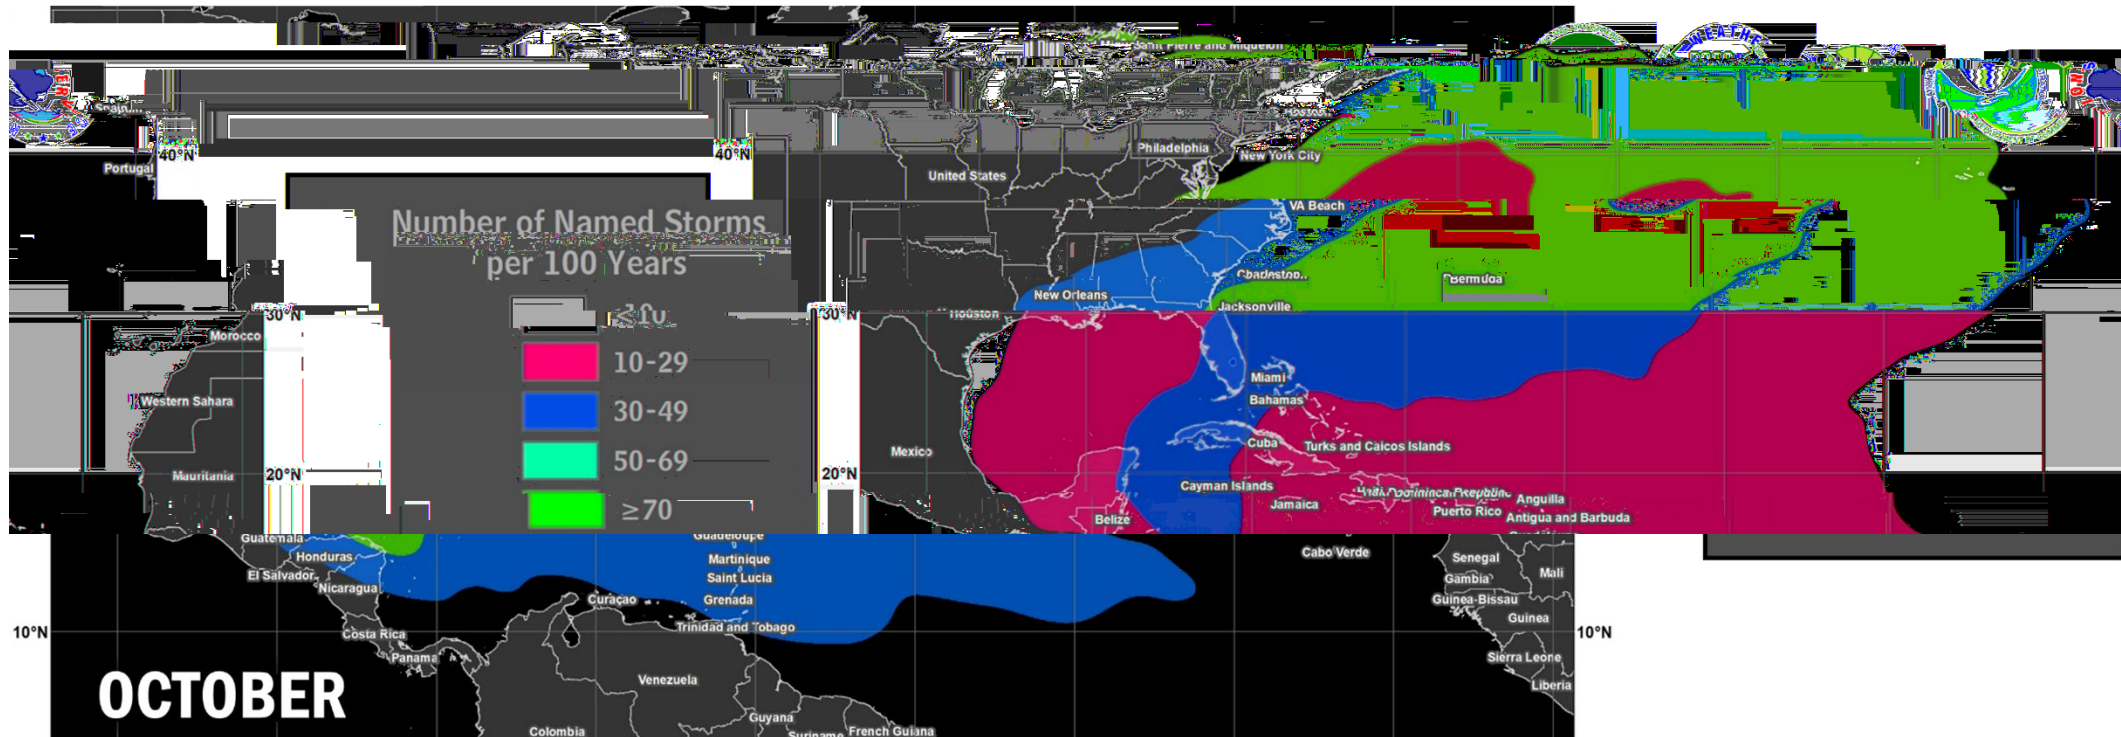 Saint Pierre and Miquelon
WEATHE
Spain
40°N
40°N
Philadelphia
New York City
Portugal
United States
VA Beach
Number of Named Storms
per 100 Years
Charleston
Bermuda
New Orleans
Jacksonville
30°N
30°N
Houston
<10
Morocco
10-29
Miami
Western Sahara
Bahamas
30-49
Cuba
Turks and Caicos Islands
Mexico
50-69
20°N
20°N
Mauritania
Cayman Islands
Anguilla
Jamaica
Puerto Rico
≥70
Belize
Antigua and Barbuda
Guatemala
Guadeloupe
Honduras
Martinique
Cabo Verde
Senegal
El Salvador
Saint Lucia
Gambia
Mali
Nicaragua
Curaçao
Grenada
Guinea-Bissau
Guinea
Trinidad and Tobago
10°N
10°N
Costa Rica
Panama
Sierra Leone
Venezuela
Liberia
OCTOBER
Guyana
Colombia
Suriname
French Guiana